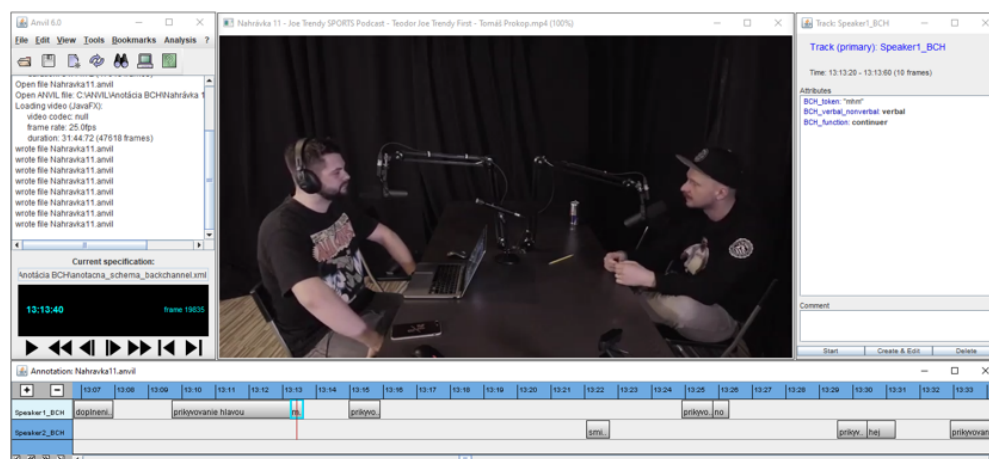 Anvil 6.0
File Edit View Tools Bookmarks Analysis ?
Open file Nahravka11.anvil
Open ANVIL file: C:\ANVIL\Anotácia BCH\Nahrávka 1
Loading video (JavaFX):
video codec: null
frame rate: 25.0fps
duration: 31:44:72 (47618 frames)
wrote file Nahravka11.anvil
wrote file Nahravka11.anvil
wrote file Nahravka11.anvil
wrote file Nahravka11.anvil
wrote file Nahravka11.anvil
wrote file Nahravka11.anvil
wrote file Nahravka11.anvil
wrote file Nahravka11.anvil
Current specification:
\notácia BCH\anotacna_schema_backchannel.xml
13:13:40 frame 19835
Nahrávka 11 - Joe Trendy SPORTS Podcast - Teodor Joe Trendy First - Tomáš Prokop.mp4 (100%)
Track: Speaker1_BCH
Track (primary): Speaker1_BCH
Time: 13:13:20 - 13:13:60 (10 frames)
Attributes
BCH_token: "mhm"
BCH_verbal_nonverbal: verbal
BCH_function: continuer
Comment
Start Create & Edit Delete
Annotation: Nahravka11.anvil
13:07 13:08 13:09 13:10 13:11 13:12 13:13 13:14 13:15 13:16 13:17 13:18 13:19 13:20 13:21 13:22 13:23 13:24 13:25 13:26 13:27 13:28 13:29 13:30 13:31 13:32 13:33
Speaker1_BCH doplneni.. prikyvovanie hlavou m.. prikyvo.. prikyvo.. no
Speaker2_BCH smi.. prikyv.. hej prikyvovan